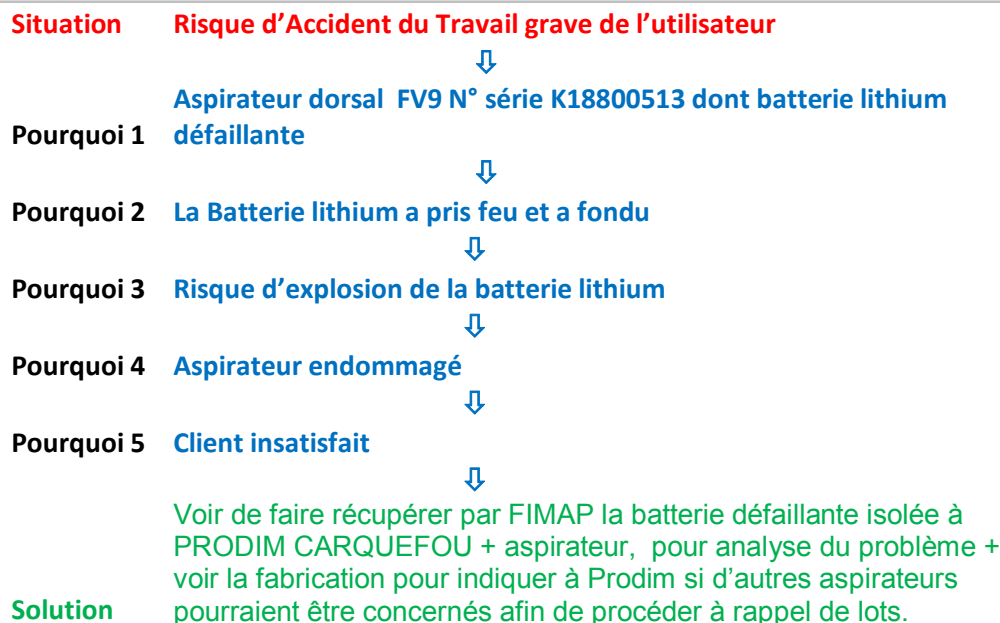 Situation Risque d’Accident du Travail grave de l’utilisateur
Aspirateur dorsal FV9 N° série K18800513 dont batterie lithium
Pourquoi 1 défaillante
Pourquoi 2 La Batterie lithium a pris feu et a fondu
Pourquoi 3 Risque d’explosion de la batterie lithium
Pourquoi 4 Aspirateur endommagé
Pourquoi 5 Client insatisfait
Voir de faire récupérer par FIMAP la batterie défaillante isolée à
PRODIM CARQUEFOU + aspirateur, pour analyse du problème +
voir la fabrication pour indiquer à Prodim si d’autres aspirateurs
Solution pourraient être concernés afin de procéder à rappel de lots.